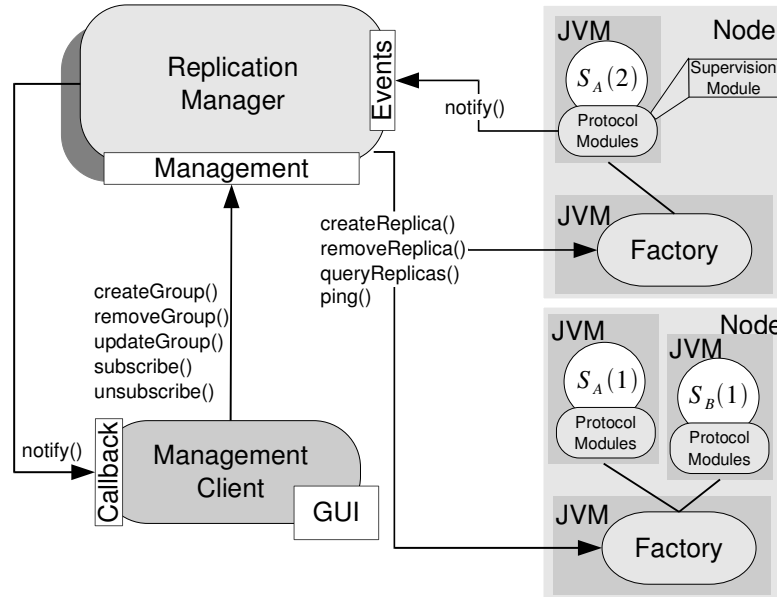 Replication
Manager
Events
Management
notify()
JVM
Node
S_A(2)
Supervision
Module
Protocol
Modules
JVM
Factory
createReplica()
removeReplica()
queryReplicas()
ping()
createGroup()
removeGroup()
updateGroup()
subscribe()
unsubscribe()
notify()
Callback
Management
Client
GUI
Node
JVM
S_A(1)
Protocol
Modules
JVM
S_B(1)
Protocol
Modules
JVM
Factory